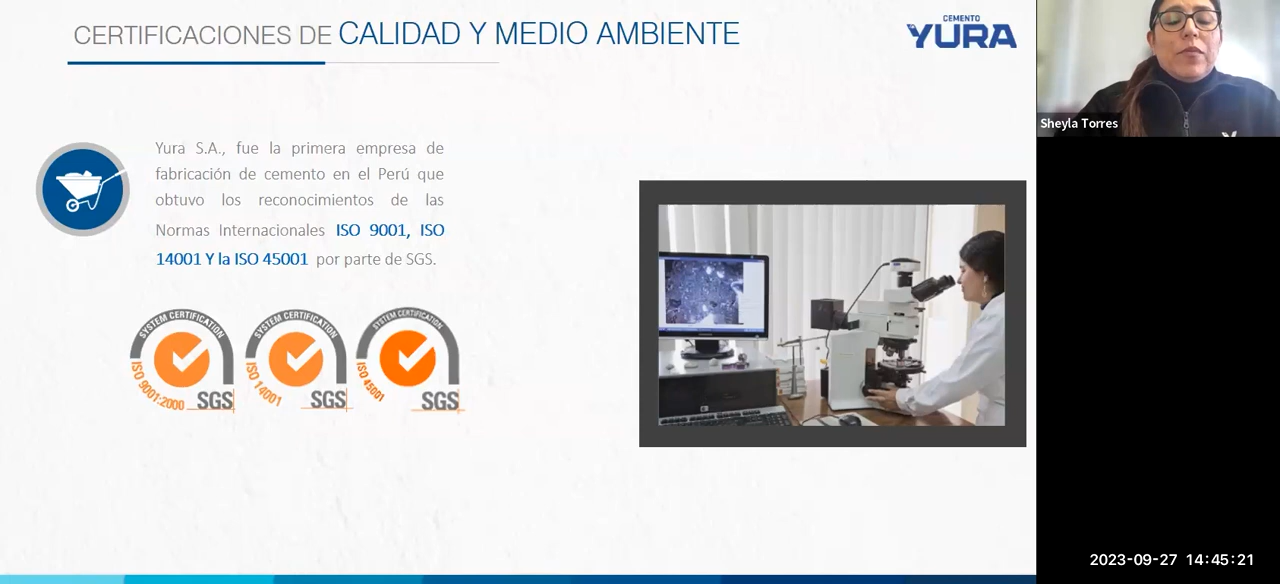 CERTIFICACIONES DE CALIDAD Y MEDIO AMBIENTE
CEMENTO
YURA
Sheyla Torres
Yura S.A., fue la primera empresa de
fabricación de cemento en el Perú que
obtuvo los reconocimientos de las
Normas Internacionales ISO 9001, ISO
14001 Y la ISO 45001 por parte de SGS.
SYSTEM CERTIFICATION
ISO 9001:2000
SGS
SYSTEM CERTIFICATION
ISO 14001
SGS
SYSTEM CERTIFICATION
ISO 45001
SGS
2023-09-27 14:45:21